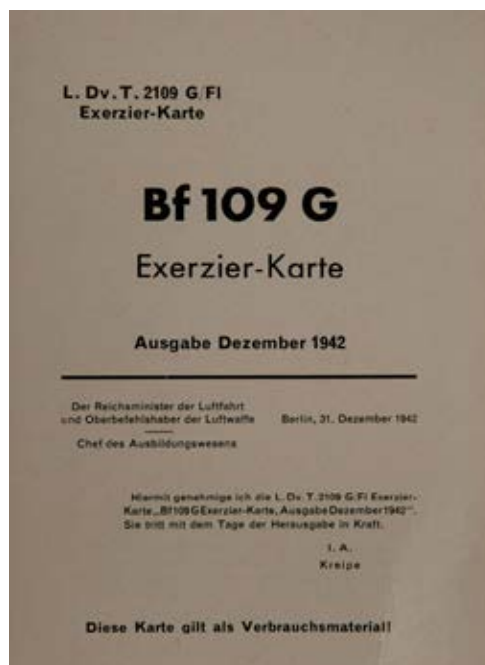 L. Dv. T. 2109 G/Fl
Exerzier-Karte
Bf 109 G
Exerzier-Karte
Ausgabe Dezember 1942
Der Reichsminister der Luftfahrt
und Oberbefehlshaber der Luftwaffe
Berlin, 31. Dezember 1942
Chef des Ausbildungswesens
Hiermit genehmige ich die L. Dv. T. 2109 G/Fl Exerzier-
Karte „Bf 109 G Exerzier-Karte, Ausgabe Dezember 1942“.
Sie tritt mit dem Tage der Herausgabe in Kraft.
I. A.
Kreipe
Diese Karte gilt als Verbrauchsmaterial!